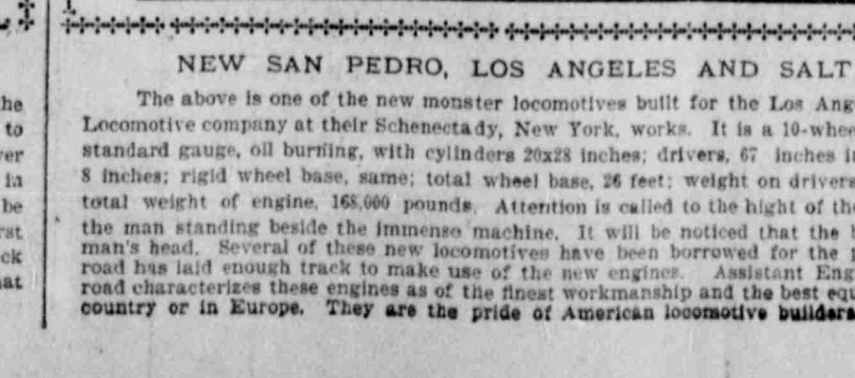 he
to
ver
in
be
rst
ck
hat
NEW SAN PEDRO, LOS ANGELES AND SALT
The above is one of the new monster locomotives built for the Los Ang
Locomotive company at their Schenectady, New York, works. It is a 10-whee
standard gauge, oil burning, with cylinders 20x28 inches; drivers, 67 inches i
8 inches; rigid wheel base, same; total wheel base, 26 feet; weight on drivers
total weight of engine, 168,000 pounds. Attention is called to the hight of the
the man standing beside the immense machine. It will be noticed that the b
man's head. Several of these new locomotives have been borrowed for the
road has laid enough track to make use of the new engines. Assistant Eng
road characterizes these engines as of the finest workmanship and the best equ
country or in Europe. They are the pride of American locomotive builders